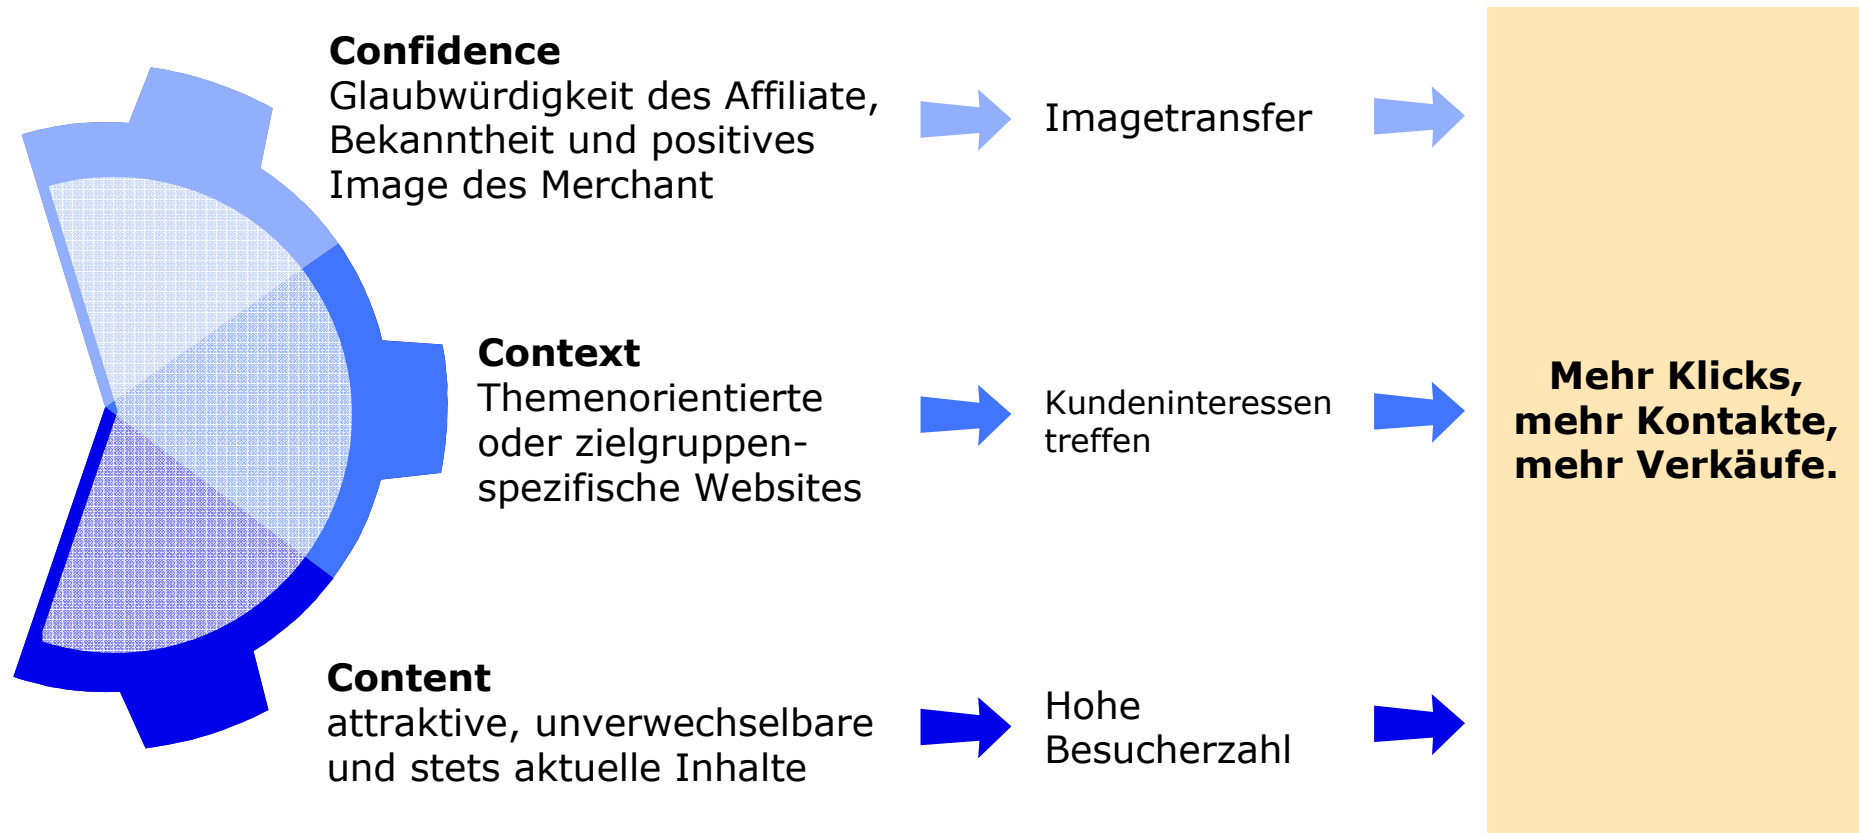 Confidence
Glaubwürdigkeit des Affiliate,
Bekanntheit und positives
Image des Merchant
Imagetransfer
Context
Themenorientierte
oder zielgruppen-
spezifische Websites
Kundeninteressen
treffen
Content
attraktive, unverwechselbare
und stets aktuelle Inhalte
Hohe
Besucherzahl
Mehr Klicks,
mehr Kontakte,
mehr Verkäufe.